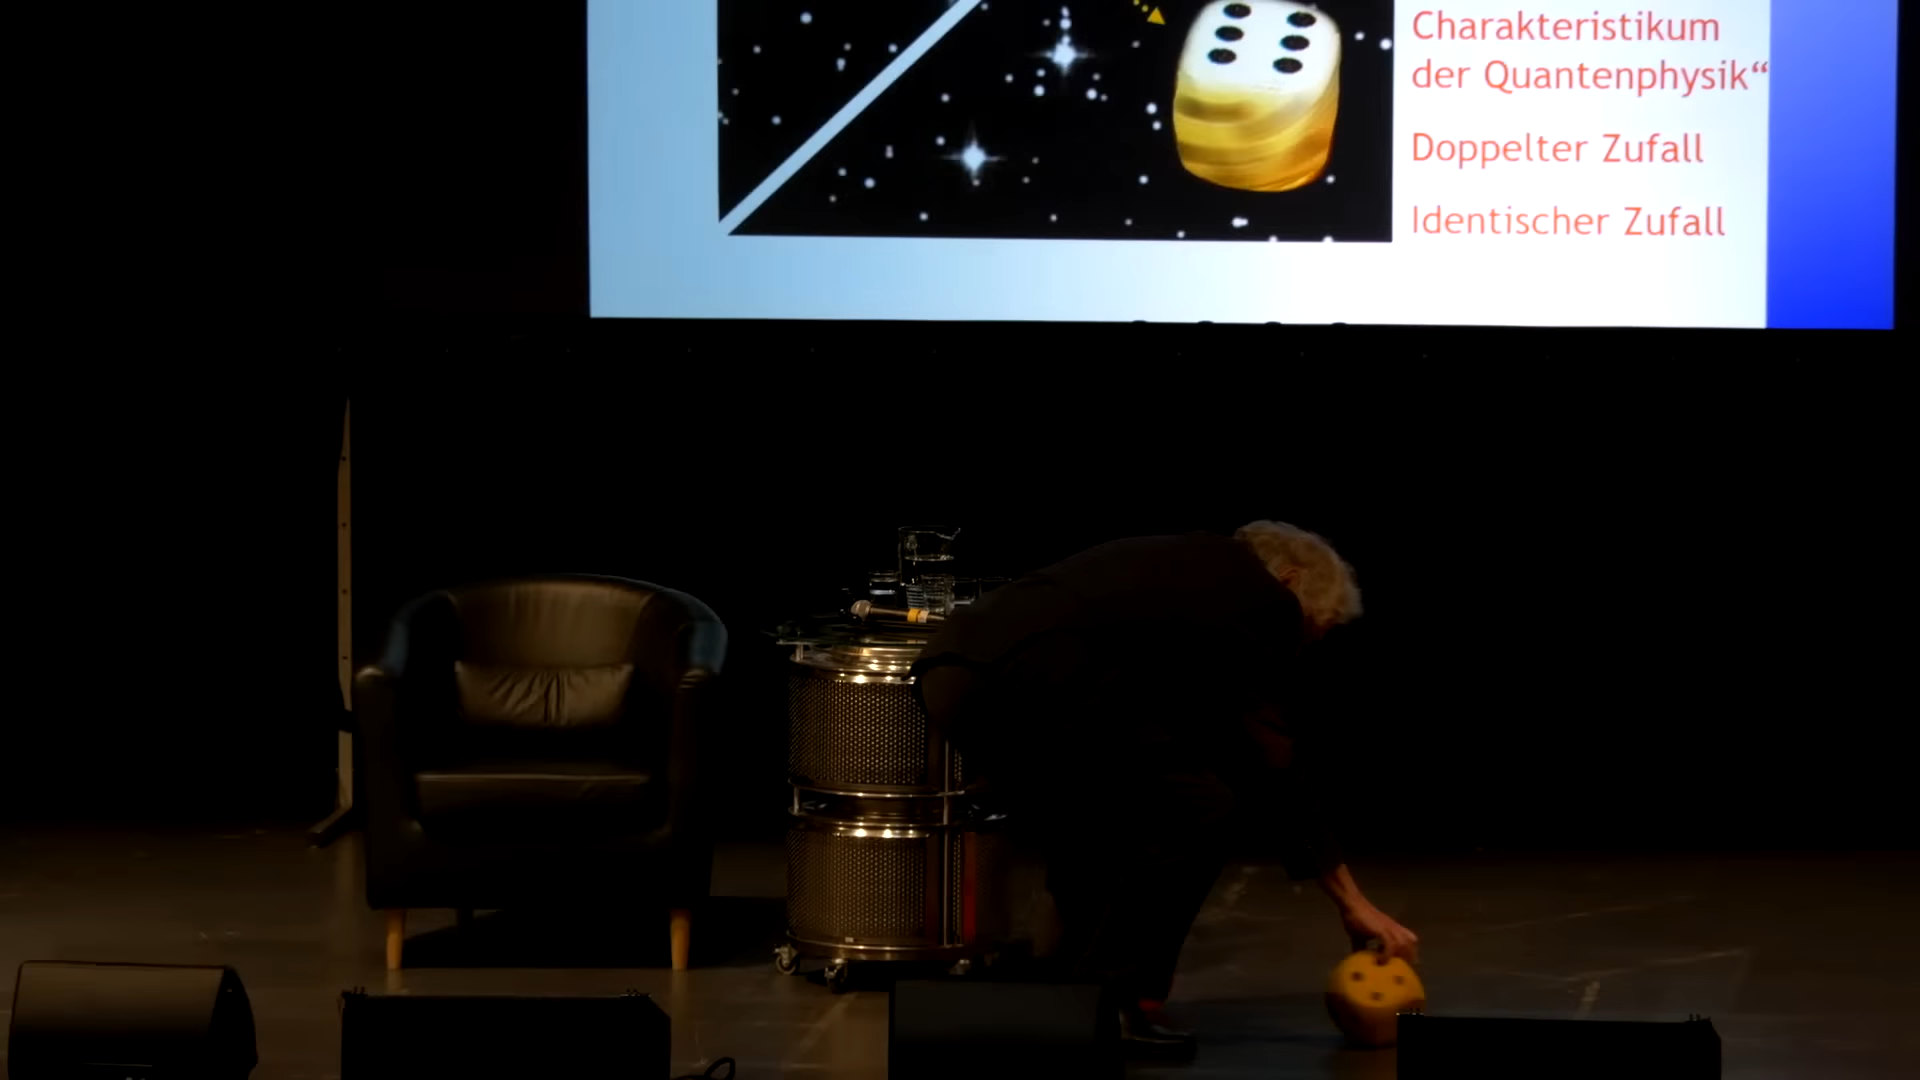 Charakteristikum
der Quantenphysik“
Doppelter Zufall
Identischer Zufall